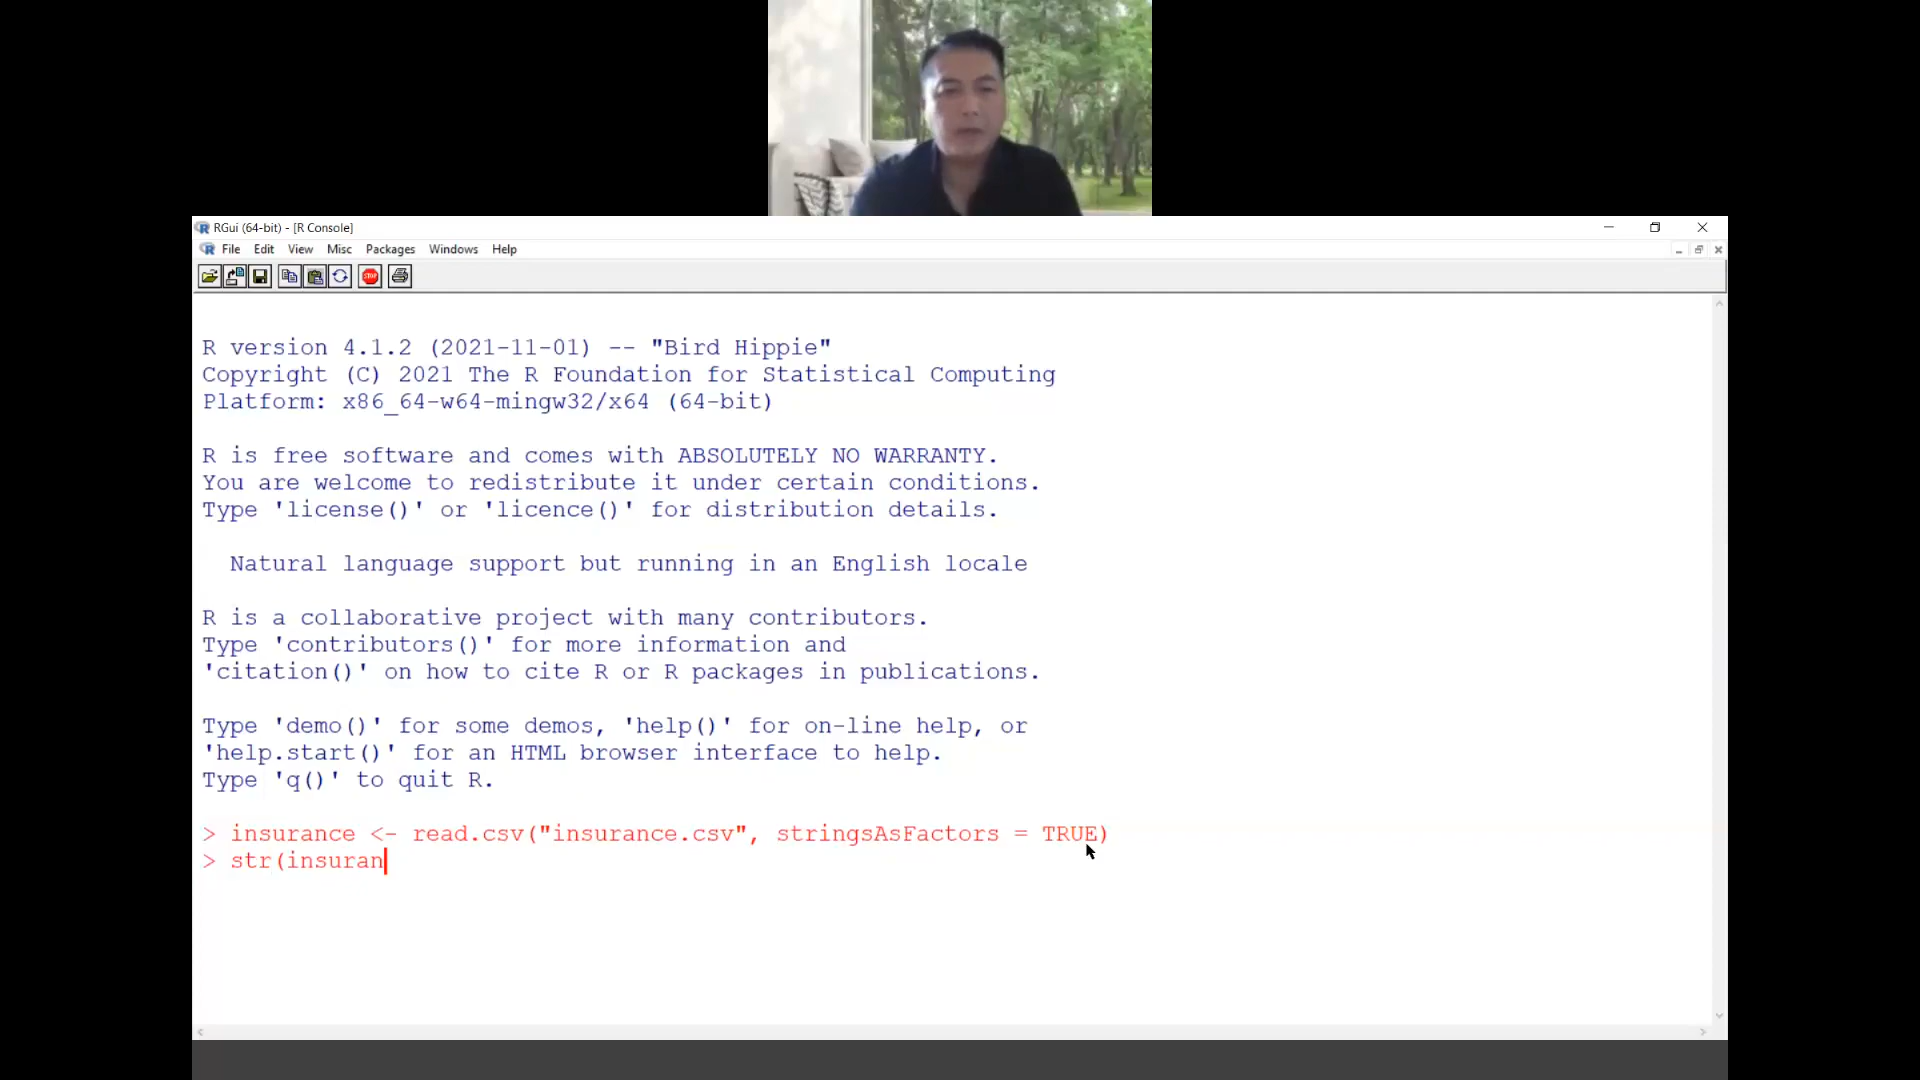 RGui (64-bit) - [R Console]
File Edit View Misc Packages Windows Help
STOP
R version 4.1.2 (2021-11-01) -- "Bird Hippie"
Copyright (C) 2021 The R Foundation for Statistical Computing
Platform: x86_64-w64-mingw32/x64 (64-bit)
R is free software and comes with ABSOLUTELY NO WARRANTY.
You are welcome to redistribute it under certain conditions.
Type 'license()' or 'licence()' for distribution details.
Natural language support but running in an English locale
R is a collaborative project with many contributors.
Type 'contributors()' for more information and
'citation()' on how to cite R or R packages in publications.
Type 'demo()' for some demos, 'help()' for on-line help, or
'help.start()' for an HTML browser interface to help.
Type 'q()' to quit R.
> insurance <- read.csv("insurance.csv", stringsAsFactors = TRUE)
> str(insuran